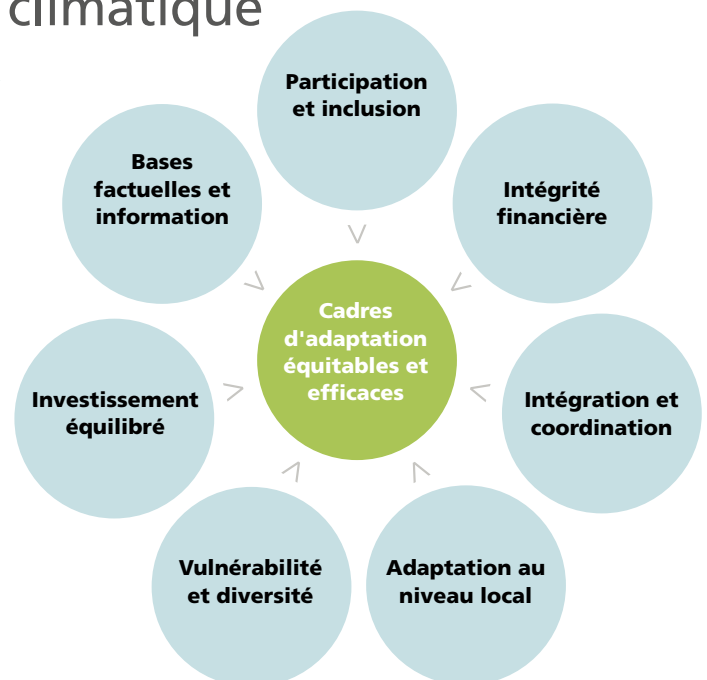 climatique
Participation
et inclusion
Bases
factuelles et
information
Intégrité
financière
Cadres
d'adaptation
équitables et
efficaces
Investissement
équilibré
Intégration et
coordination
Vulnérabilité
et diversité
Adaptation au
niveau local